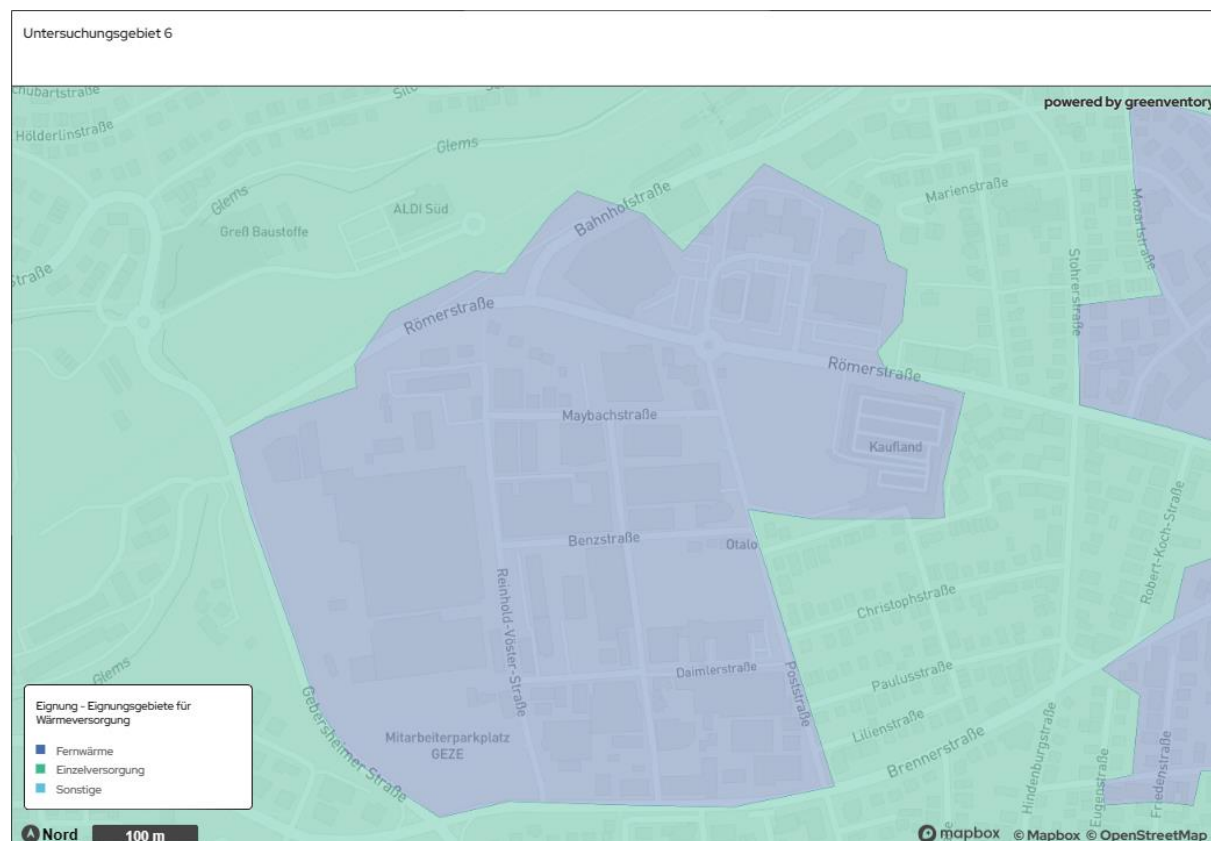 Untersuchungsgebiet 6
powered by greenventory
chubartstraße
Hölderlinstraße
Glems
Glems
ALDI Süd
Greß Baustoffe
Straße
Bahnhofstraße
Marienstraße
Mozartstraße
Stohrerstraße
Römerstraße
Römerstraße
Maybachstraße
Kaufland
Benzstraße
Otalo
Robert-Koch-Straße
Reinhold-Vöster-Straße
Christophstraße
Daimlerstraße
Poststraße
Paulusstraße
Glems
Gebersheimer Straße
Lilienstraße
Brennerstraße
Hindenburgstraße
Eugenstraße
Friedenstraße
Mitarbeiterparkplatz
GEZE
Eignung - Eignungsgebiete für
Wärmeversorgung
Fernwärme
Einzelversorgung
Sonstige
Nord
100 m
mapbox © Mapbox © OpenStreetMap